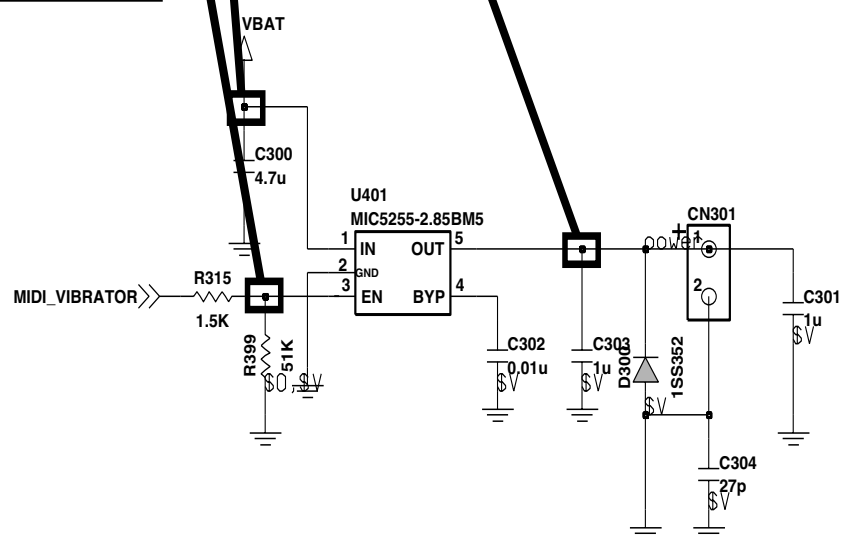 VBAT
C300
4.7u
U401
MIC5255-2.85BM5
CN301
1 IN OUT 5
2 GND
3 EN BYP 4
power
+
1
2
MIDI_VIBRATOR
R315
1.5K
R399
51K
$0,$V
C302
0.01u
$V
C303
1u
$V
D300
1SS352
$V
C301
1u
$V
C304
27p
$V